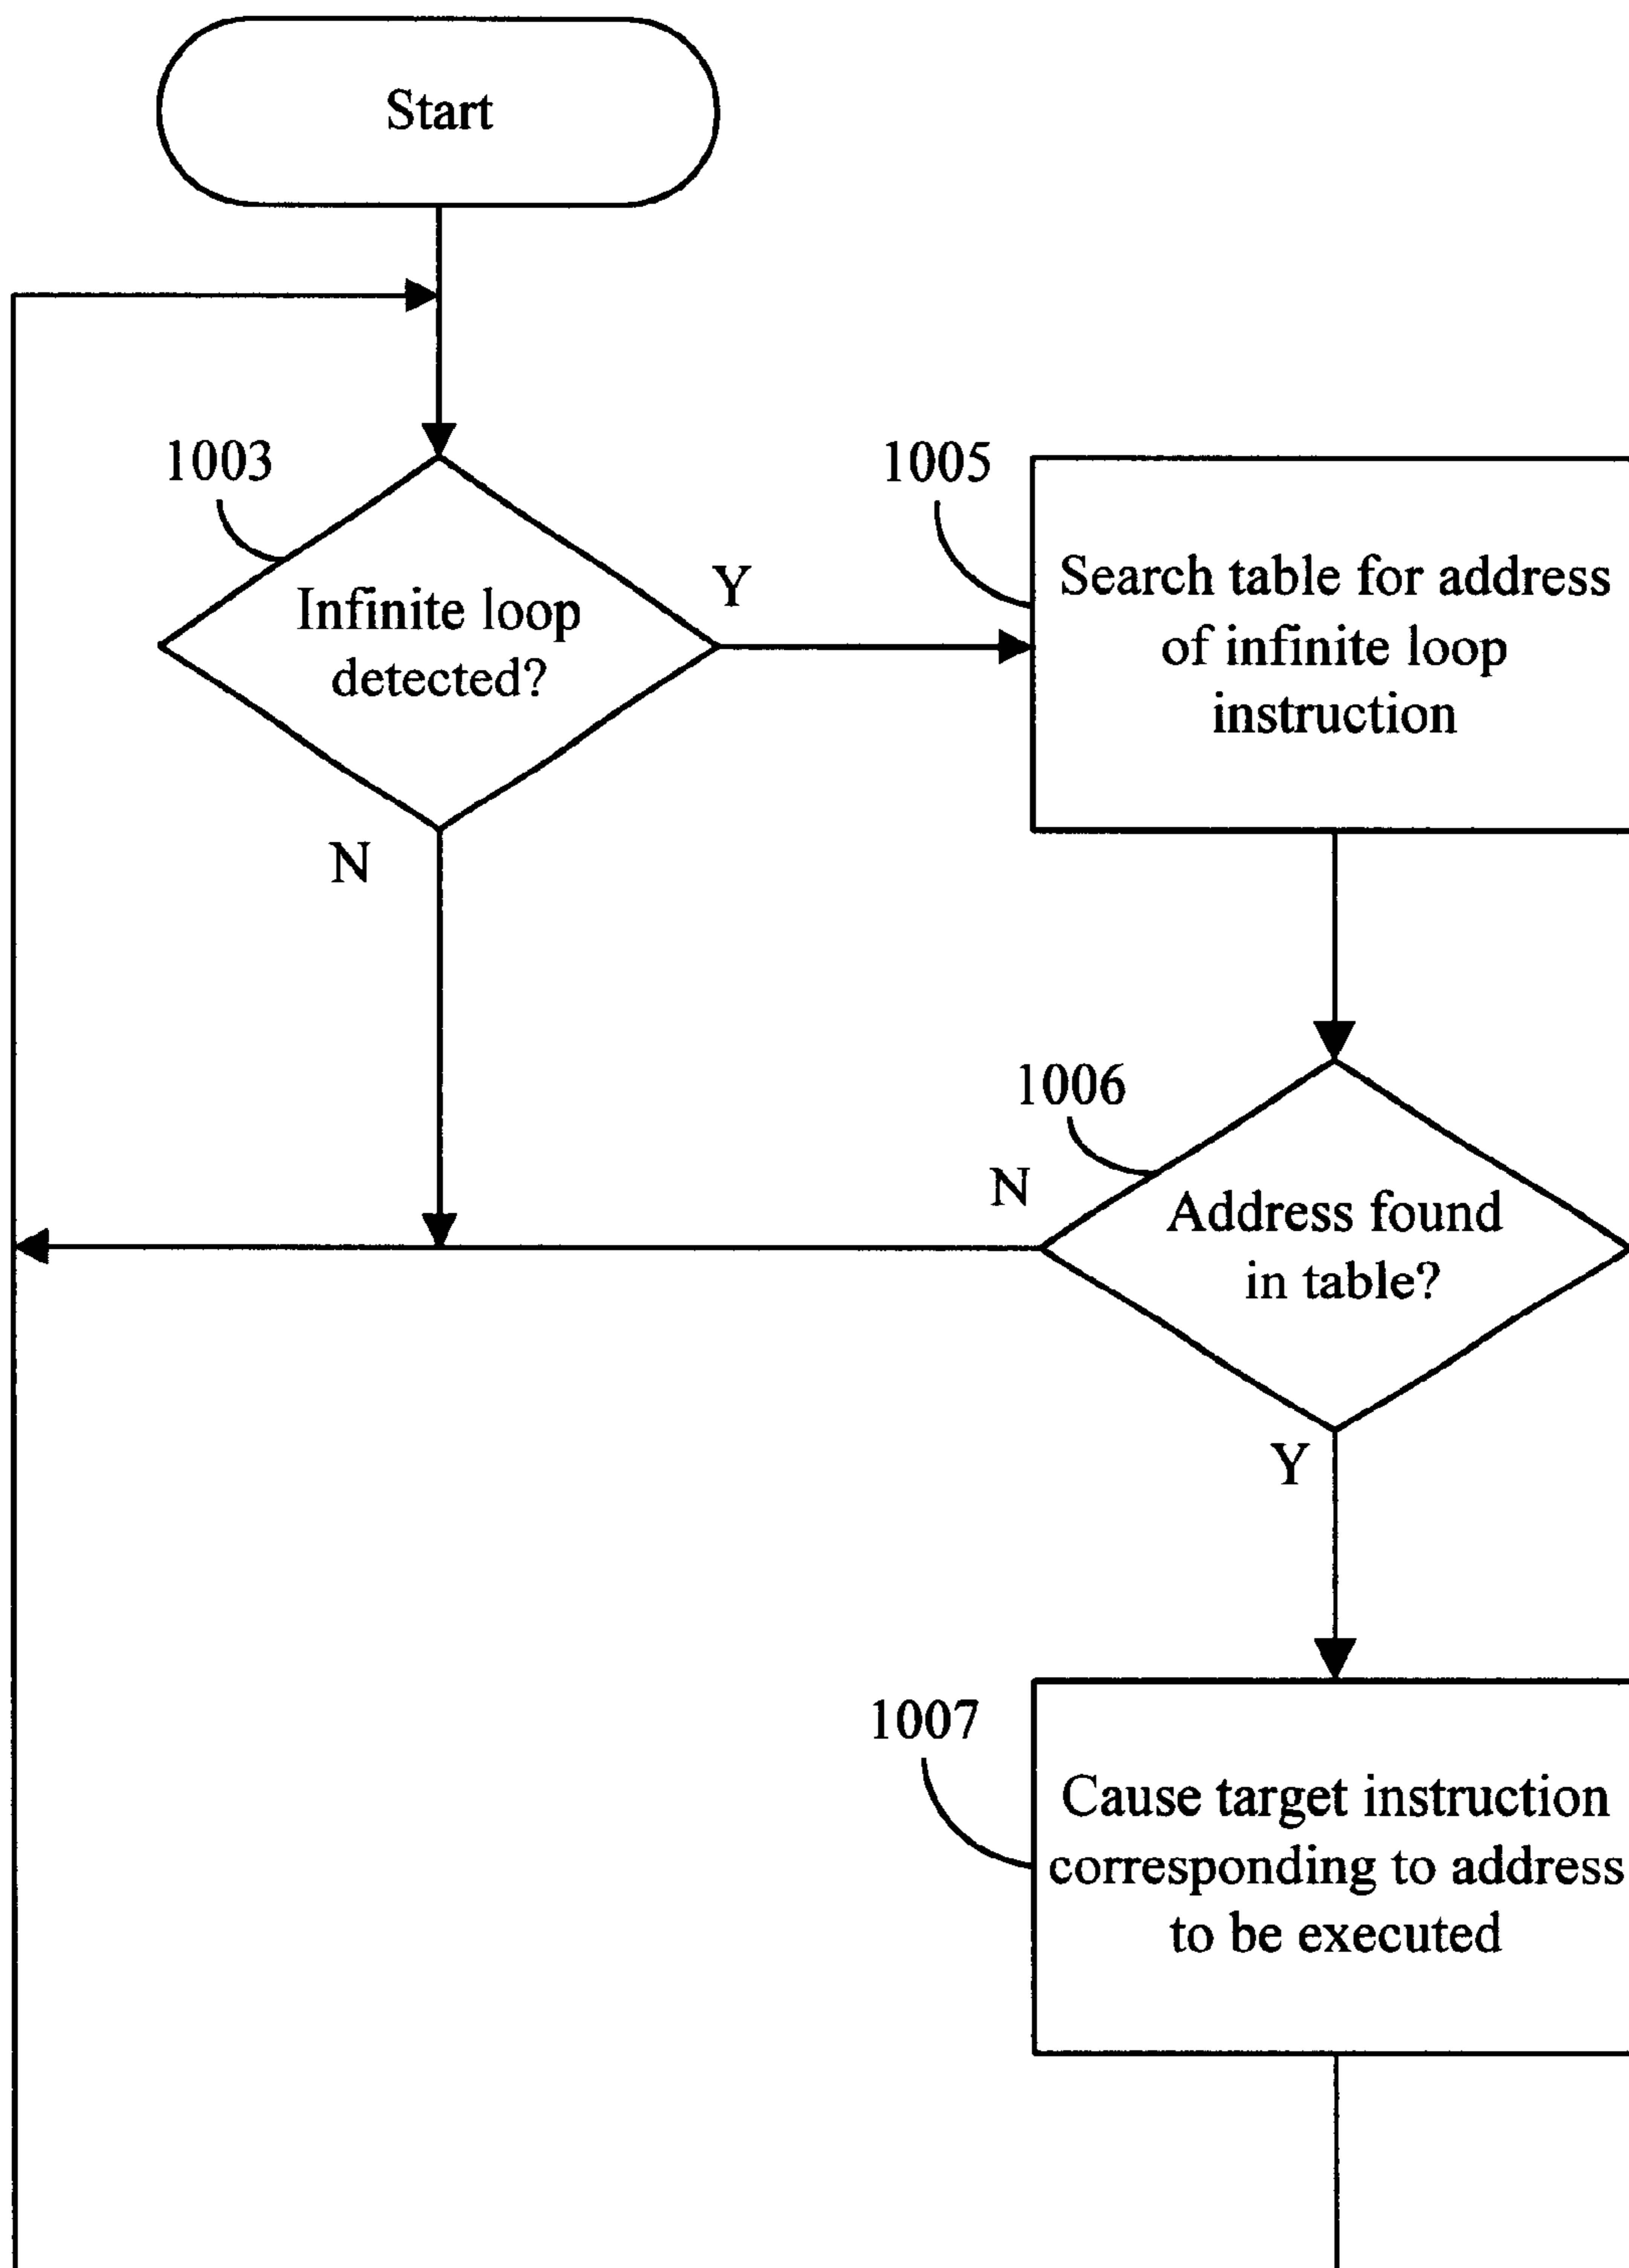 Start
1003
Infinite loop
detected?
Y
N
1005
Search table for address
of infinite loop
instruction
1006
N
Address found
in table?
Y
1007
Cause target instruction
corresponding to address
to be executed